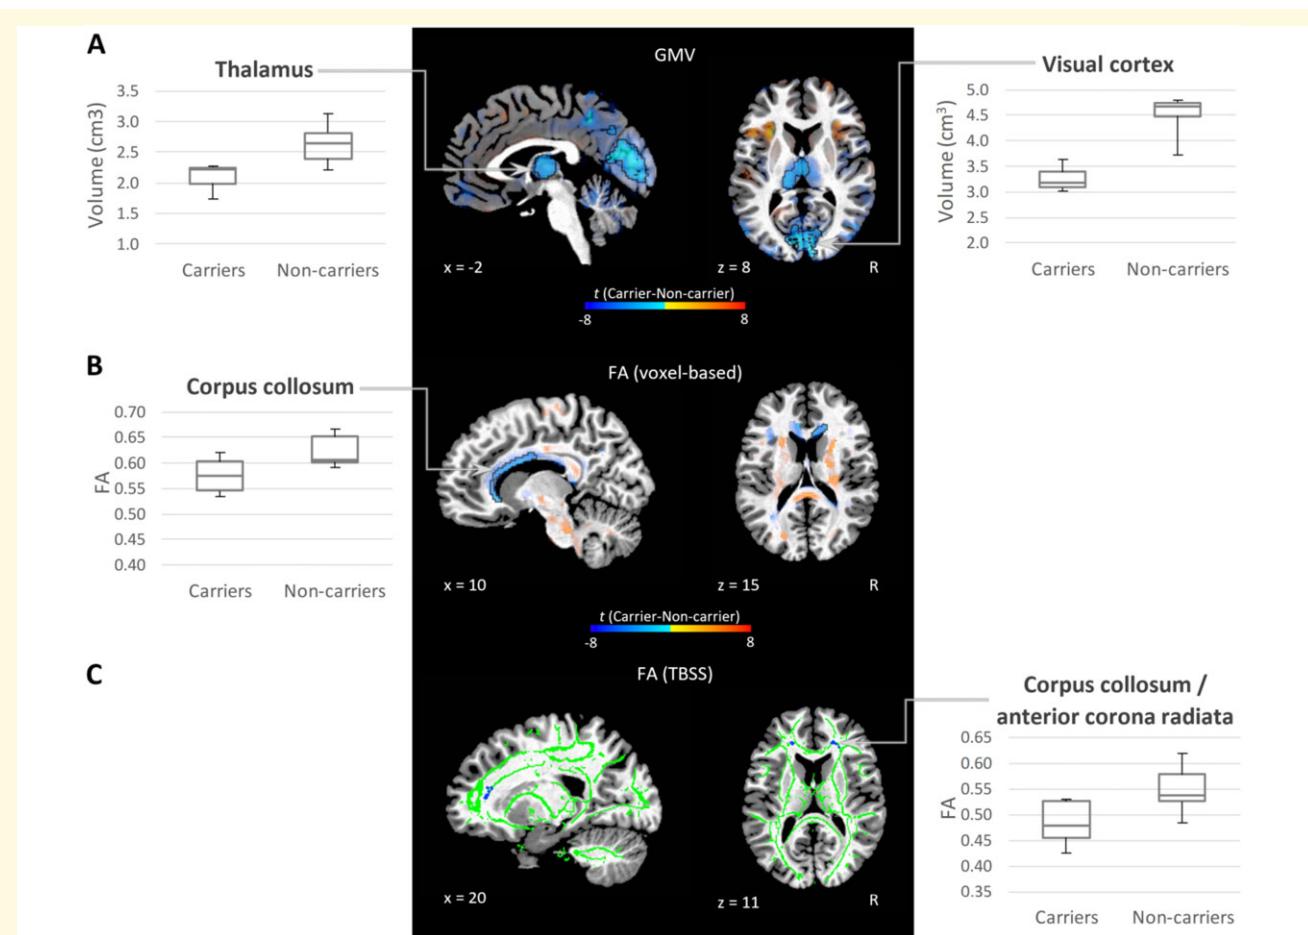 A
GMV
Thalamus
Visual cortex
Volume (cm3)
3.5
3.0
2.5
2.0
1.5
1.0
Carriers Non-carriers
x = -2
z = 8
R
Volume (cm³)
5.0
4.5
4.0
3.5
3.0
2.5
2.0
Carriers Non-carriers
t (Carrier-Non-carrier)
-8 8
B
FA (voxel-based)
Corpus collosum
FA
0.70
0.65
0.60
0.55
0.50
0.45
0.40
Carriers Non-carriers
x = 10
z = 15
R
t (Carrier-Non-carrier)
-8 8
C
FA (TBSS)
Corpus collosum /
anterior corona radiata
x = 20
z = 11
R
FA
0.65
0.60
0.55
0.50
0.45
0.40
0.35
Carriers Non-carriers